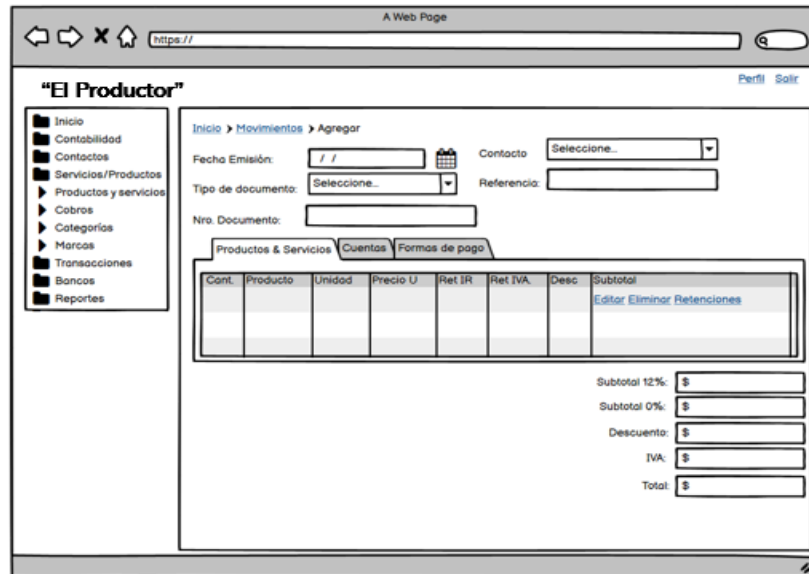 A Web Page
https://
Perfil Salir
“El Productor”
Inicio
Contabilidad
Contactos
Servicios/Productos
Productos y servicios
Cobros
Categorías
Marcas
Transacciones
Bancos
Reportes
Inicio > Movimientos > Agregar
Fecha Emisión: / / Contacto Seleccione...
Tipo de documento: Seleccione... Referencia:
Nro. Documento:
Productos & Servicios Cuentas Formas de pago
Cant. Producto Unidad Precio U Ret IR Ret IVA. Desc Subtotal
Editar Eliminar Retenciones
Subtotal 12%: $
Subtotal 0%: $
Descuento: $
IVA: $
Total: $